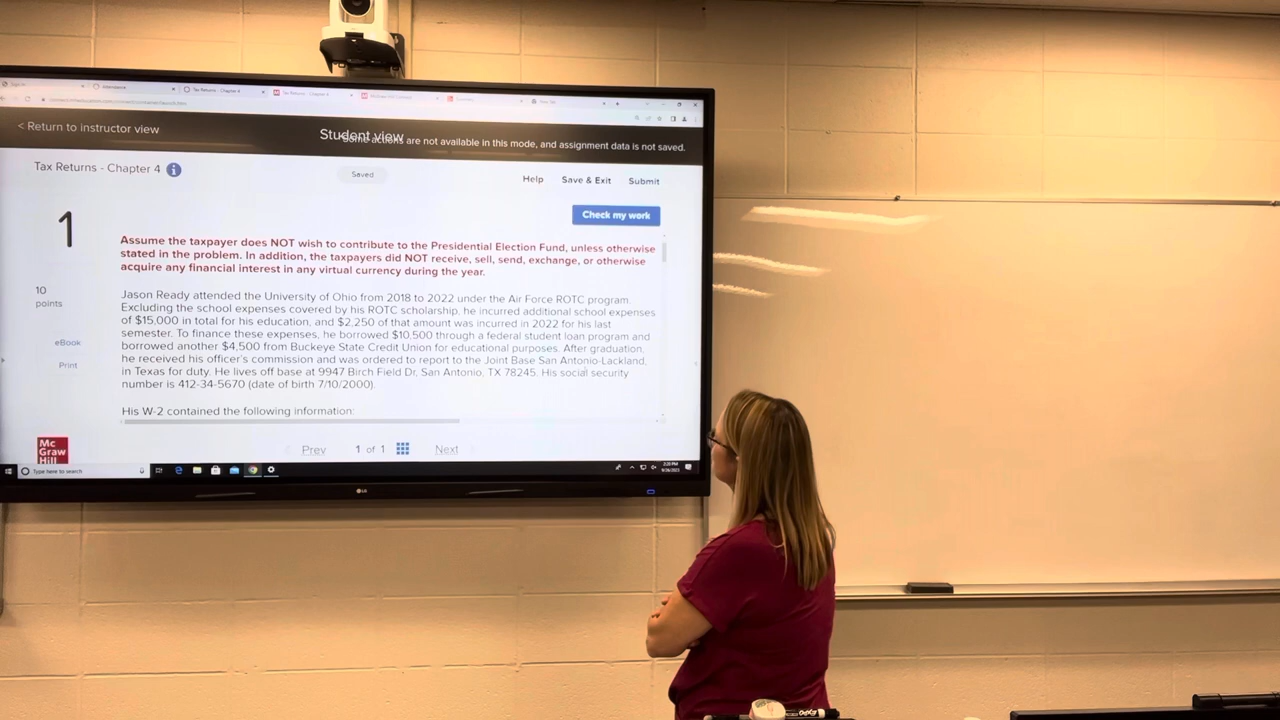 Tax Returns - Chapter 4
< Return to instructor view
Student view
Some actions are not available in this mode, and assignment data is not saved.
Tax Returns - Chapter 4 i
Saved
Help Save & Exit Submit
Check my work
1
10
points
eBook
Print
Assume the taxpayer does NOT wish to contribute to the Presidential Election Fund, unless otherwise
stated in the problem. In addition, the taxpayers did NOT receive, sell, send, exchange, or otherwise
acquire any financial interest in any virtual currency during the year.
Jason Ready attended the University of Ohio from 2018 to 2022 under the Air Force ROTC program.
Excluding the school expenses covered by his ROTC scholarship, he incurred additional school expenses
of $15,000 in total for his education, and $2,250 of that amount was incurred in 2022 for his last
semester. To finance these expenses, he borrowed $10,500 through a federal student loan program and
borrowed another $4,500 from Buckeye State Credit Union for educational purposes. After graduation,
he received his officer's commission and was ordered to report to the Joint Base San Antonio-Lackland,
in Texas for duty. He lives off base at 9947 Birch Field Dr, San Antonio, TX 78245. His social security
number is 412-34-5670 (date of birth 7/10/2000).
His W-2 contained the following information:
Mc
Graw
Hill
Prev 1 of 1 Next
Type here to search
LG
EXPO